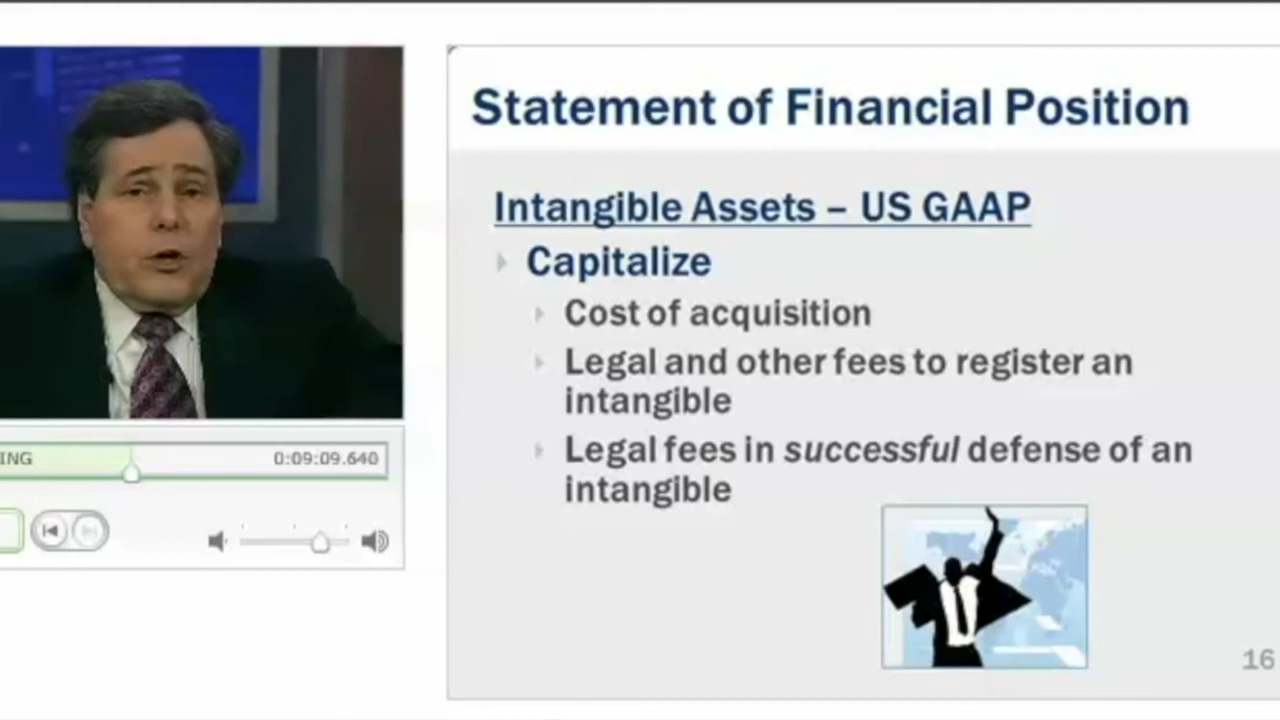 Statement of Financial Position
Intangible Assets – US GAAP
Capitalize
Cost of acquisition
Legal and other fees to register an
intangible
Legal fees in successful defense of an
intangible
ING
0:09:09.640
16